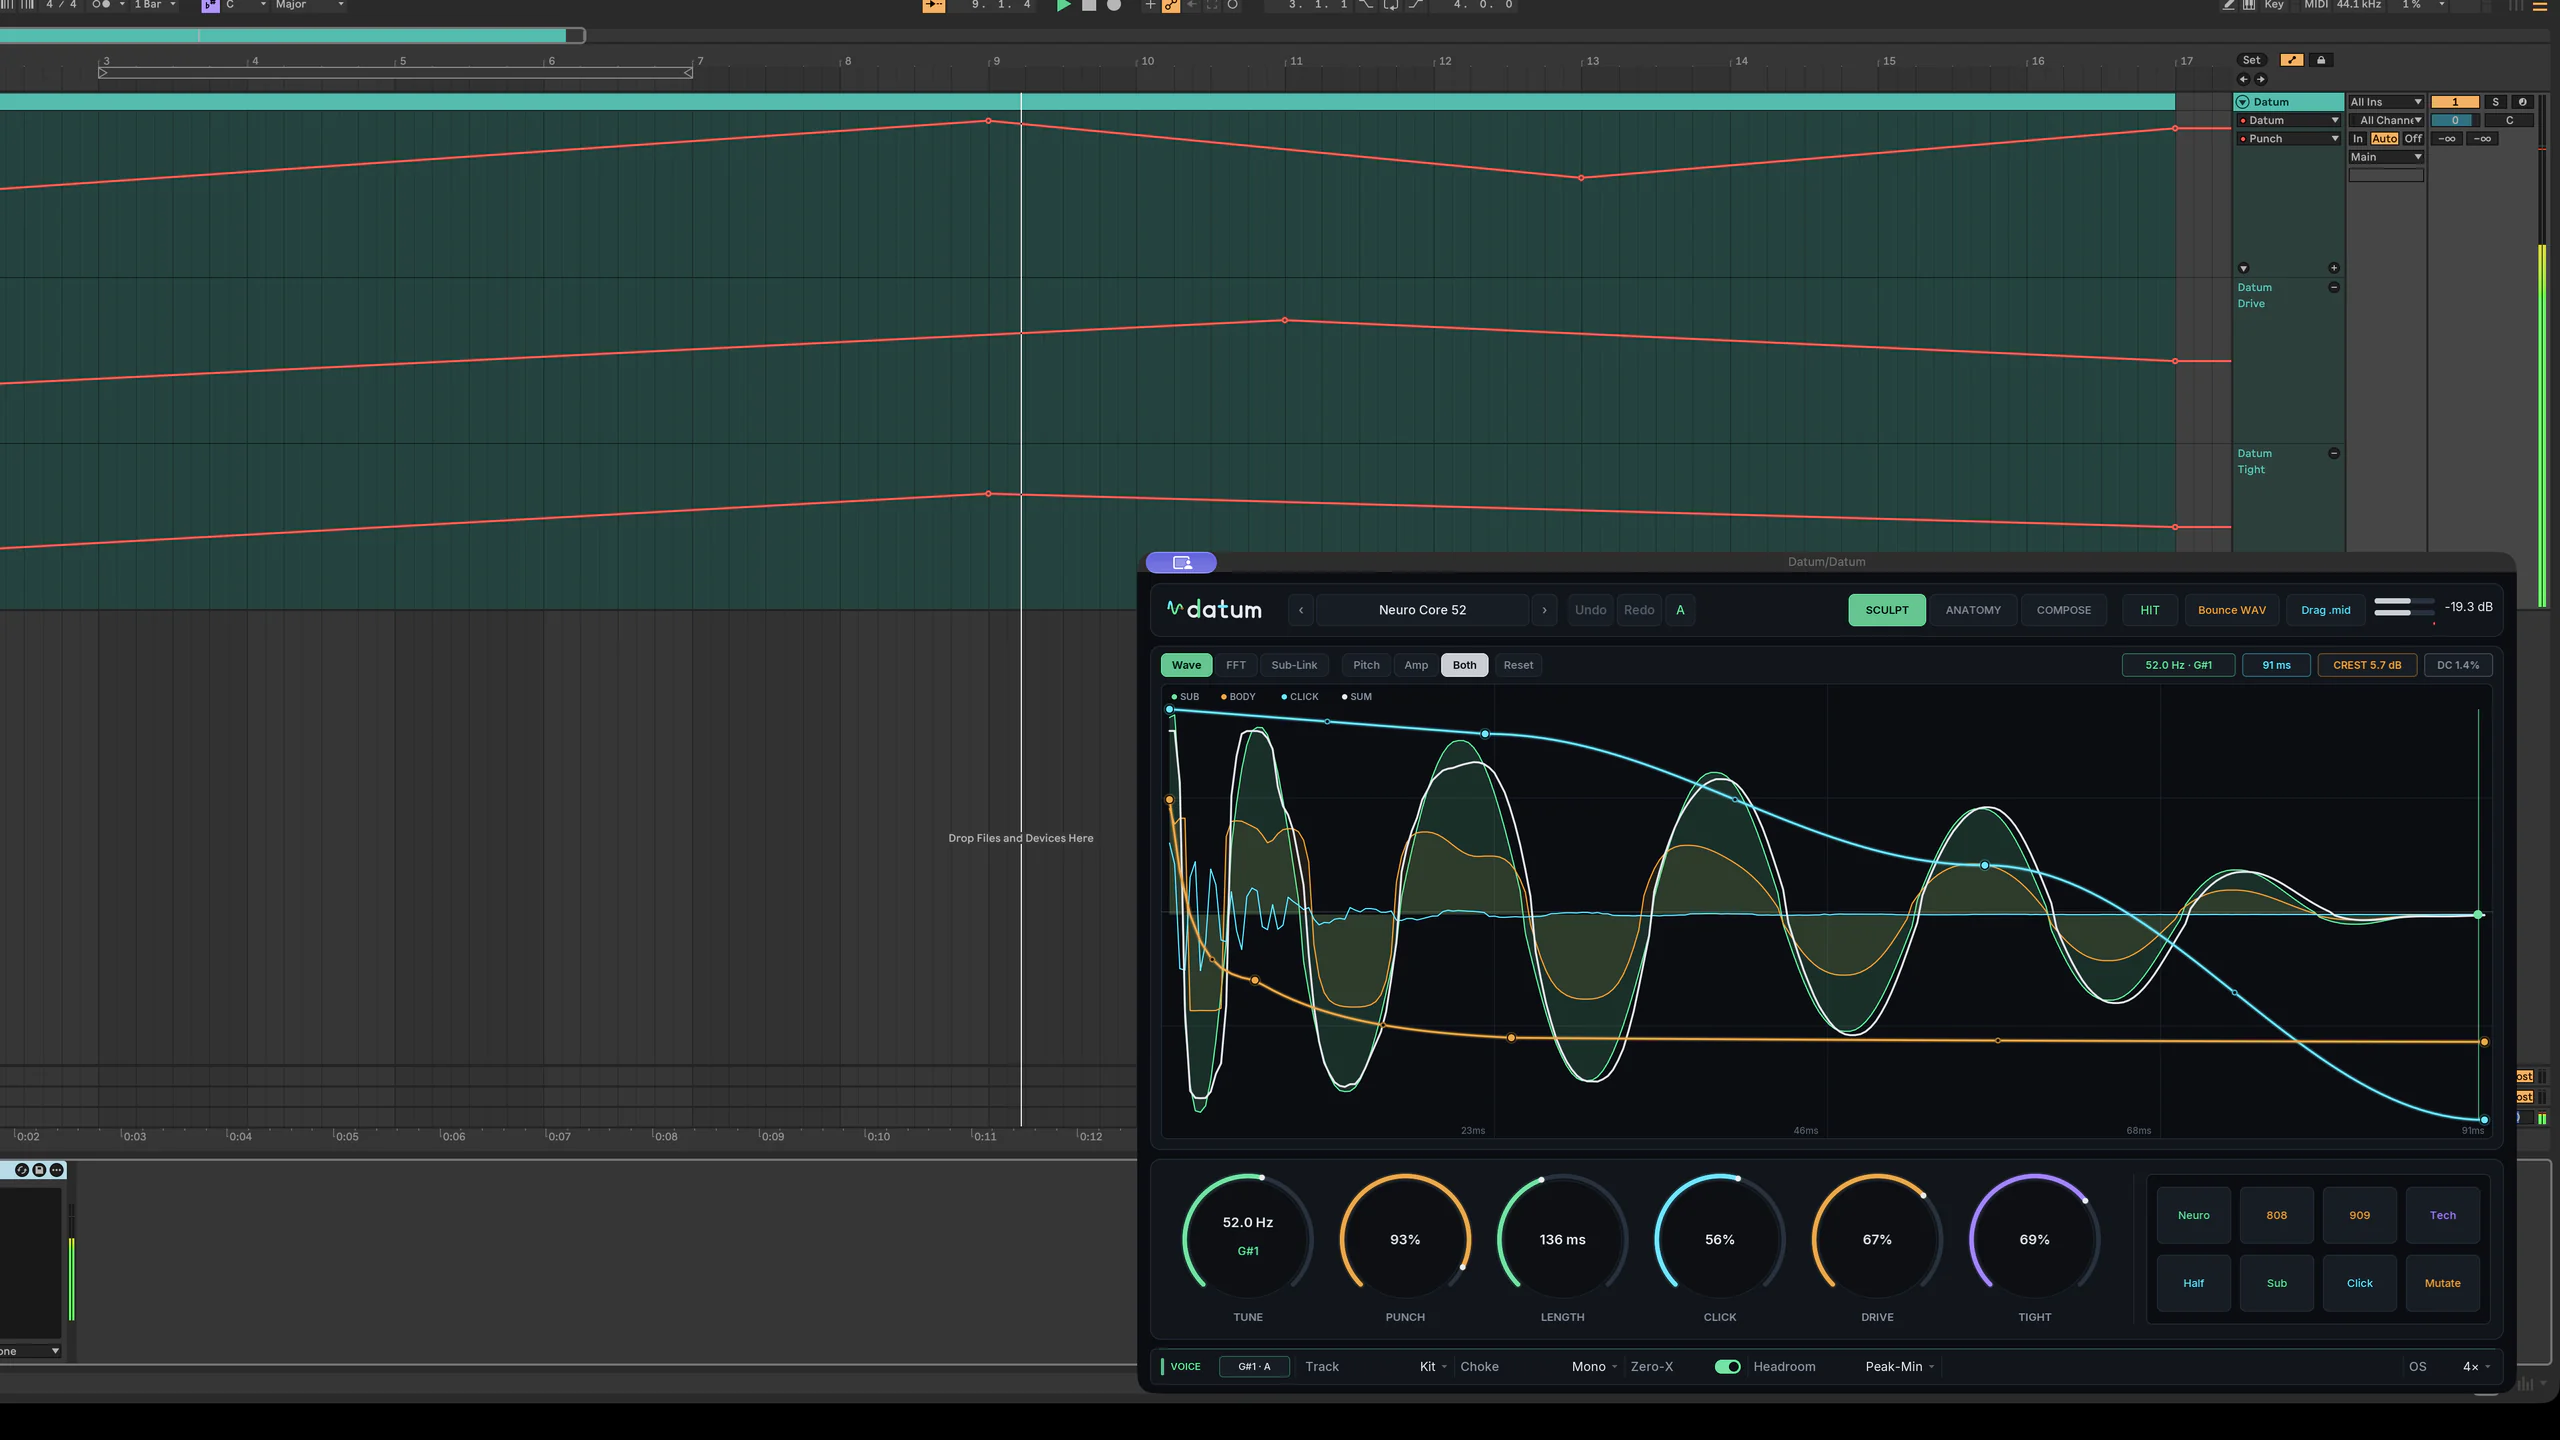 4 / 4 1 Bar C Major 9. 1. 4 3. 1. 1 4. 0. 0 Key MIDI 44.1 kHz 1 %
3 4 5 6 7 8 9 10 11 12 13 14 15 16 17 Set
Datum All Ins 1 S
Datum All Channe 0 C
Punch In Auto Off -∞ -∞
Main
Datum
Drive
Datum
Tight
Datum/Datum
datum Neuro Core 52 Undo Redo A SCULPT ANATOMY COMPOSE HIT Bounce WAV Drag .mid -19.3 dB
Wave FFT Sub-Link Pitch Amp Both Reset 52.0 Hz · G#1 91 ms CREST 5.7 dB DC 1.4%
SUB BODY CLICK SUM
Drop Files and Devices Here
ost
ost
23ms 46ms 68ms 91ms
0:02 0:03 0:04 0:05 0:06 0:07 0:08 0:09 0:10 0:11 0:12
52.0 Hz
G#1
93% 136 ms 56% 67% 69%
TUNE PUNCH LENGTH CLICK DRIVE TIGHT
Neuro 808 909 Tech
Half Sub Click Mutate
one
VOICE G#1 · A Track Kit Choke Mono Zero-X Headroom Peak-Min OS 4×